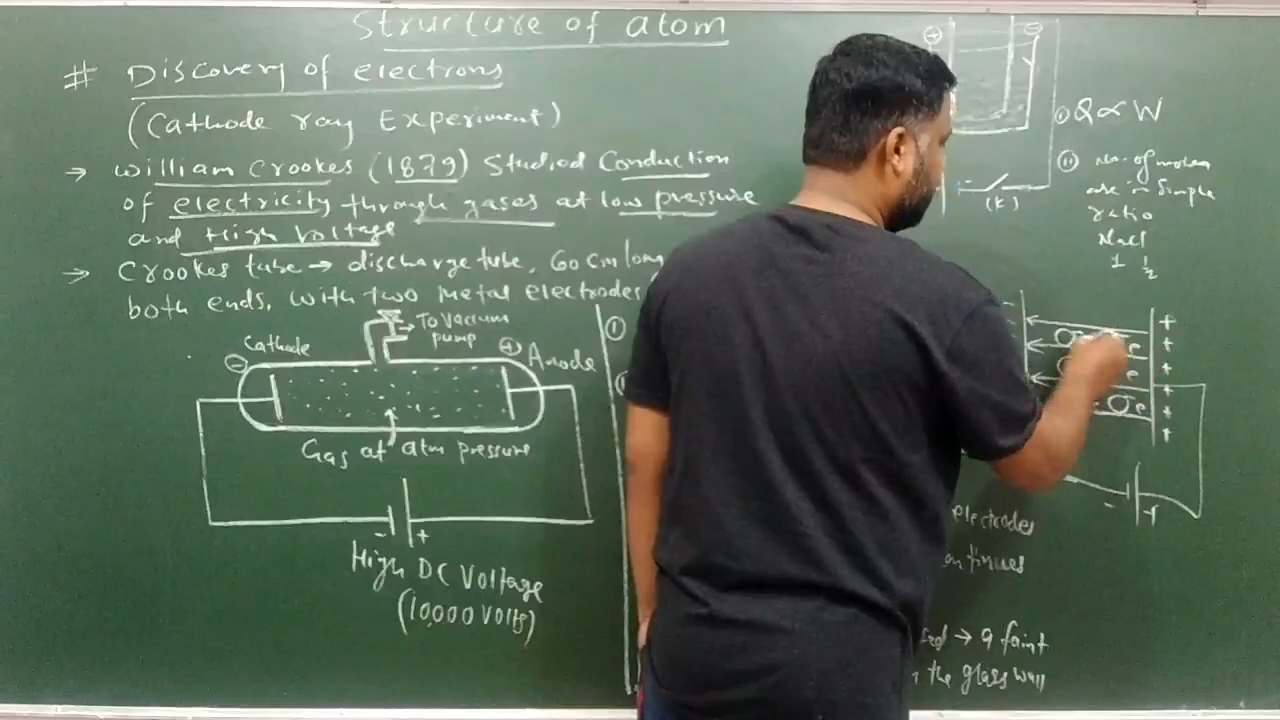 Structure of atom
# Discovery of electrons
(Cathode ray Experiment)
→ William Crookes (1879) Studied Conduction
of electricity through gases at low pressure
and High Voltage
→ Crookes tube → discharge tube, 60 cm long
both ends, with two Metal electrodes
→ To Vacuum
pump
Cathode
-
+ Anode
Gas at atm pressure
- +
High DC Voltage
(10,000 Volts)
I
+ -
(K)
I Q ∝ W
II No. of moles
are in Simple
ratio
NaCl
1 1/2
+
+
+
+
+
+
e
e
e
- +
electrodes
→ a faint
the glass wall